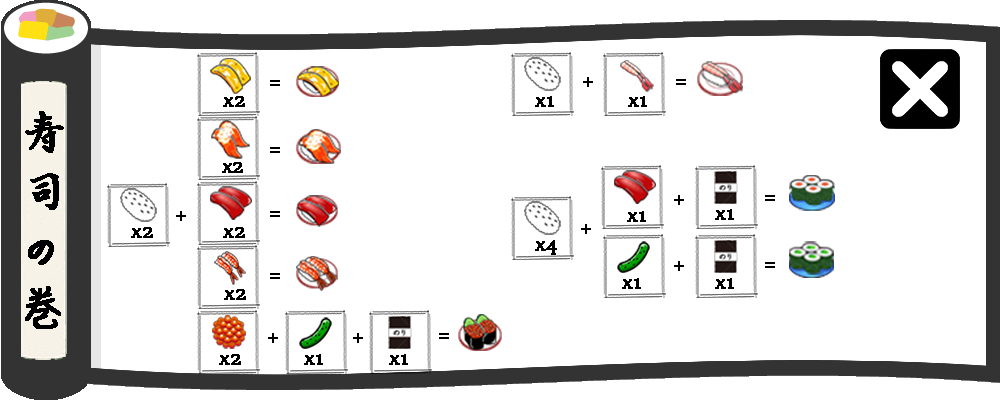 寿司の巻
x2
=
x1
+
x1
=
x2
=
x2
+
x2
=
のり
x1
+
x1
=
x4
+
x2
=
のり
x1
+
x1
=
のり
x2
+
x1
+
x1
=